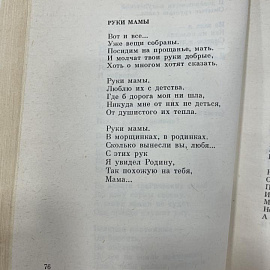 РУКИ МАМЫ
Вот и все...
Уже вещи собраны.
Посидим на прощанье, мать.
И молчат твои руки добрые,
Хоть о многом хотят сказать.
Руки мамы.
Люблю их с детства.
Где б дорога моя ни шла,
Никуда мне от них не деться,
От душистого их тепла.
Руки мамы.
В морщинках, в родинках.
Сколько вынесли вы, любя...
С этих рук
Я увидел Родину,
Так похожую на тебя,
Мама...
76